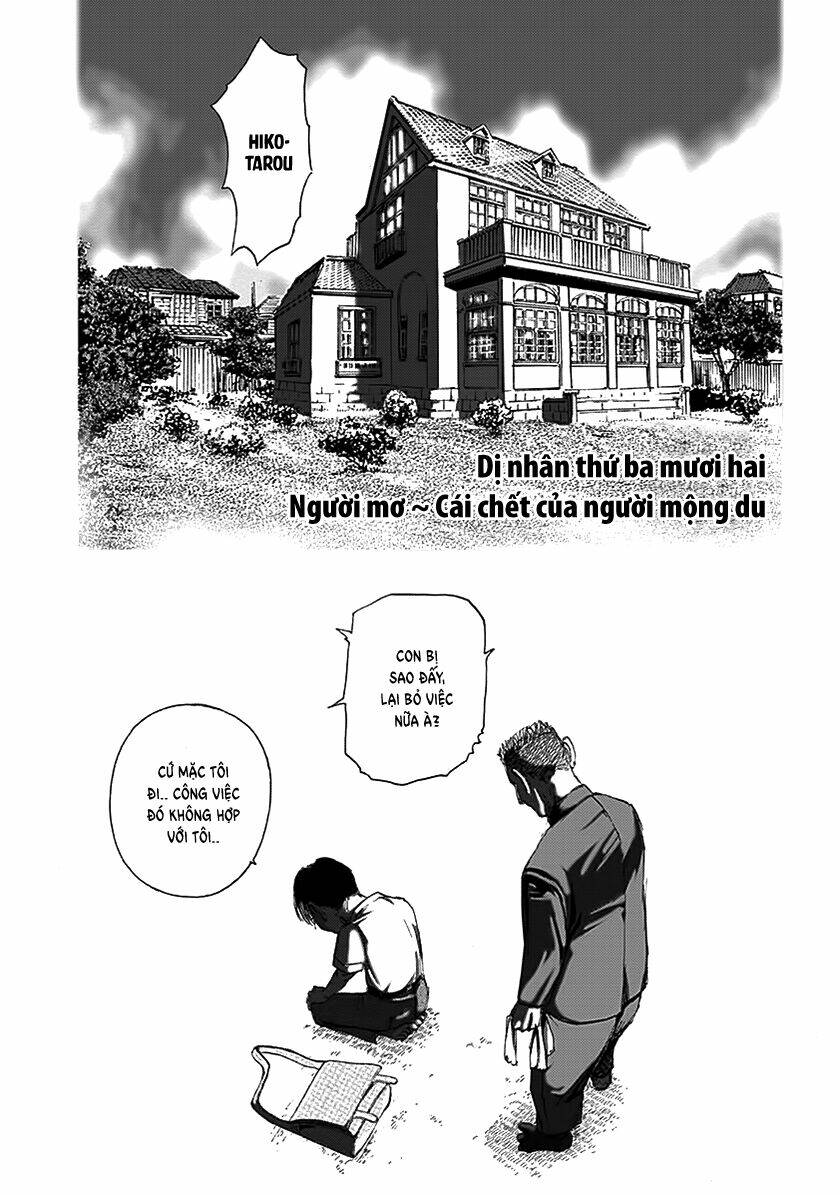 HIKO-
TAROU
Dị nhân thứ ba mươi hai
Người mơ ~ Cái chết của người mộng du
CON BỊ
SAO ĐẤY,
LẠI BỎ VIỆC
NỮA À?
CỨ MẶC TÔI
ĐI.. CÔNG VIỆC
ĐÓ KHÔNG HỢP
VỚI TÔI..